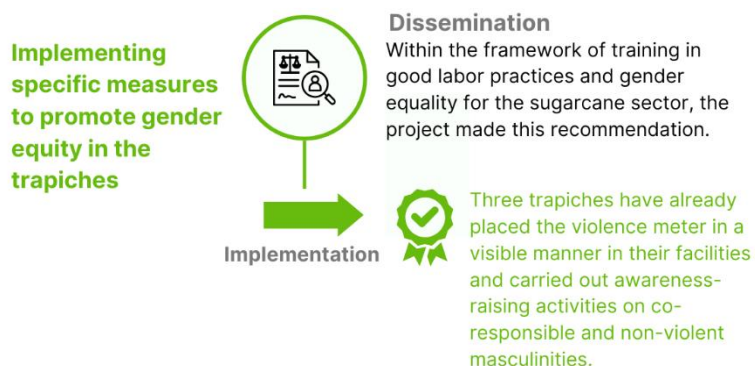 Implementing
specific measures
to promote gender
equity in the
trapiches
Dissemination
Within the framework of training in
good labor practices and gender
equality for the sugarcane sector, the
project made this recommendation.
Implementation
Three trapiches have already
placed the violence meter in a
visible manner in their facilities
and carried out awareness-
raising activities on co-
responsible and non-violent
masculinities.